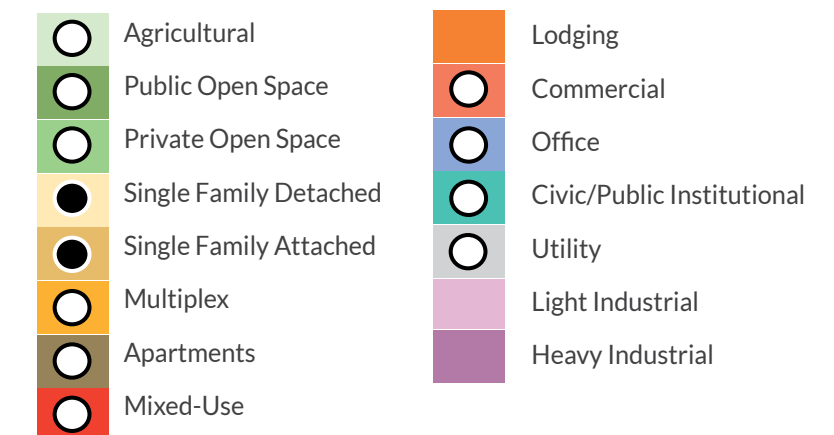 Agricultural
Public Open Space
Private Open Space
Single Family Detached
Single Family Attached
Multiplex
Apartments
Mixed-Use
Lodging
Commercial
Office
Civic/Public Institutional
Utility
Light Industrial
Heavy Industrial